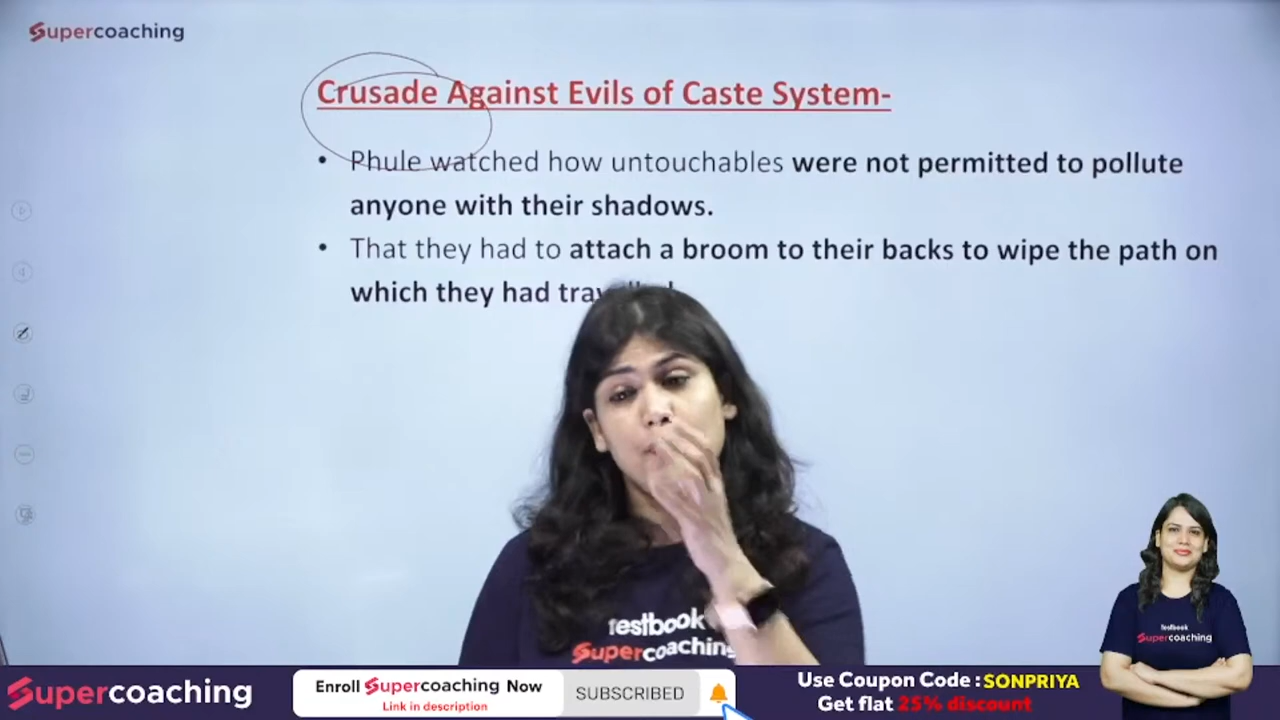 Supercoaching
Crusade Against Evils of Caste System-
• Phule watched how untouchables were not permitted to pollute
anyone with their shadows.
• That they had to attach a broom to their backs to wipe the path on
which they had
testbook
Supercoaching
testbook
Supercoaching
Supercoaching
Enroll Supercoaching Now
Link in description
SUBSCRIBED
Use Coupon Code : SONPRIYA
Get flat 25% discount